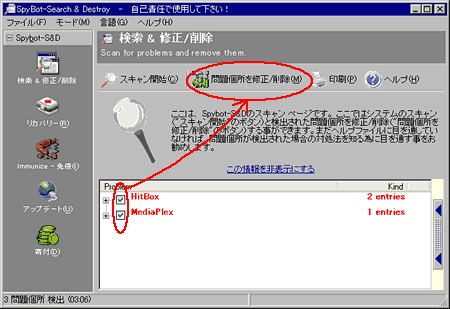 SpyBot-Search & Destroy  -  自己責任で使用して下さい！
ファイル(F)  モード(M)  言語(G)  ヘルプ(H)
Spybot-S&D
検索 & 修正/削除
Scan for problems and remove them.
検索 & 修正/削除
リカバリー(R)
Immunize - 免疫(I)
アップデート(U)
寄付(D)
スキャン開始(C)
問題個所を修正/削除(M)
印刷(P)
ヘルプ(H)
ここは、Spybot-S&Dのスキャン ページです。ここではシステムのスキャン
("スキャン開始"のボタン)と検出された問題個所の修正/削除("問題個所を
修正/削除"のボタン)する事ができます。まだヘルプファイルに目を通してい
なければ、問題個所が検出された場合の対処法を知る為に目を通す事をお
勧めします。
この情報を非表示にする
Problem  Kind
HitBox  2 entries
MediaPlex  1 entries
3 問題個所 検出 (03:06)